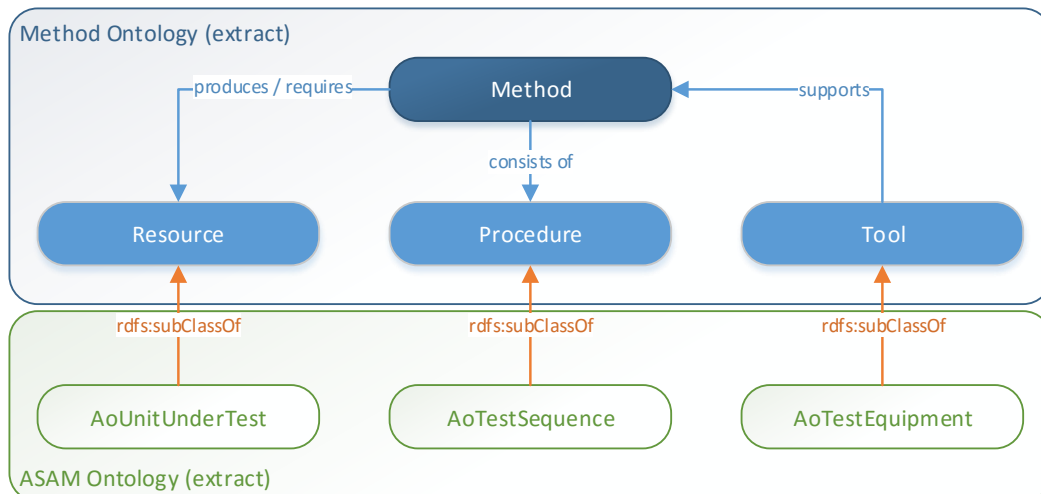 Method Ontology (extract)
Method
produces / requires
supports
consists of
Resource
Procedure
Tool
rdfs:subClassOf
rdfs:subClassOf
rdfs:subClassOf
AoUnitUnderTest
AoTestSequence
AoTestEquipment
ASAM Ontology (extract)